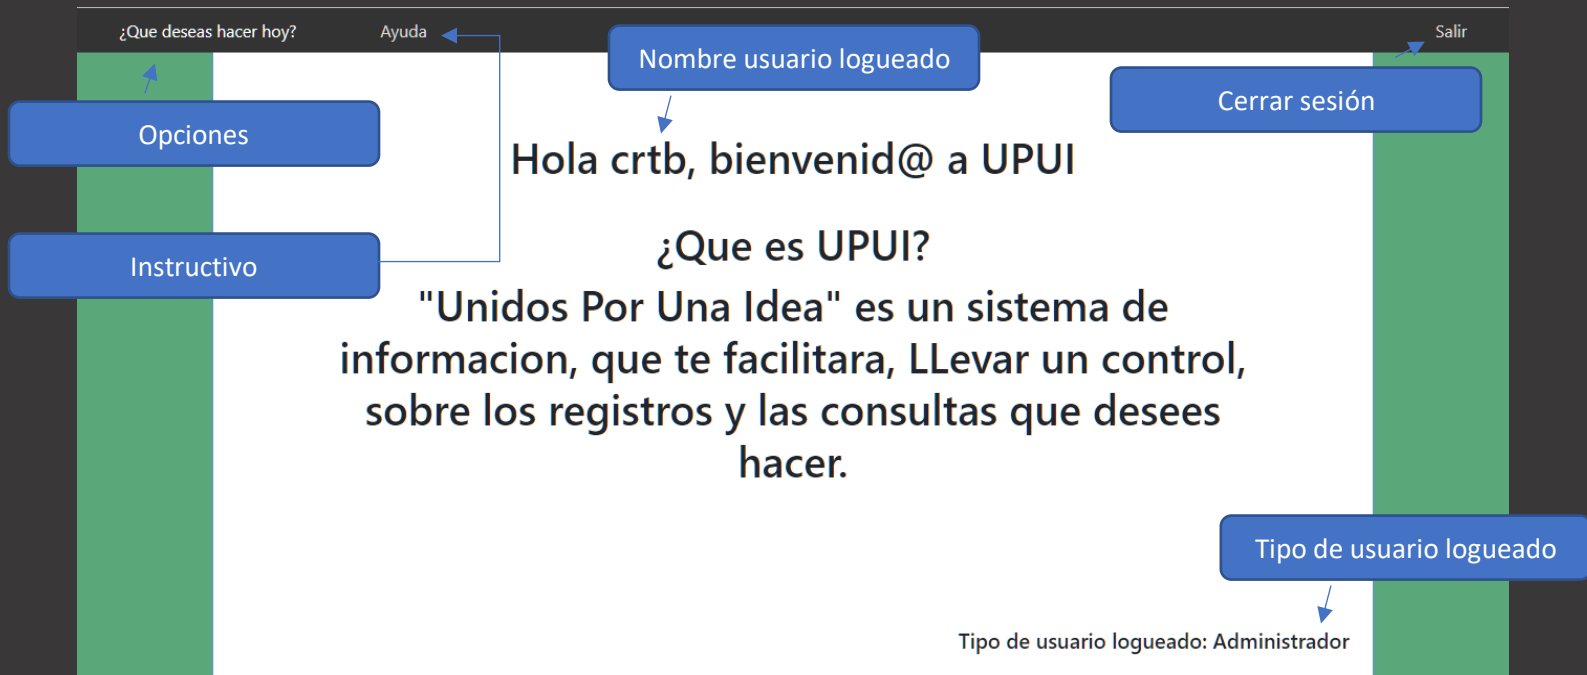 ¿Que deseas hacer hoy?
Ayuda
Salir
Nombre usuario logueado
Cerrar sesión
Opciones
Hola crtb, bienvenid@ a UPUI
¿Que es UPUI?
Instructivo
"Unidos Por Una Idea" es un sistema de
informacion, que te facilitara, LLevar un control,
sobre los registros y las consultas que desees
hacer.
Tipo de usuario logueado
Tipo de usuario logueado: Administrador